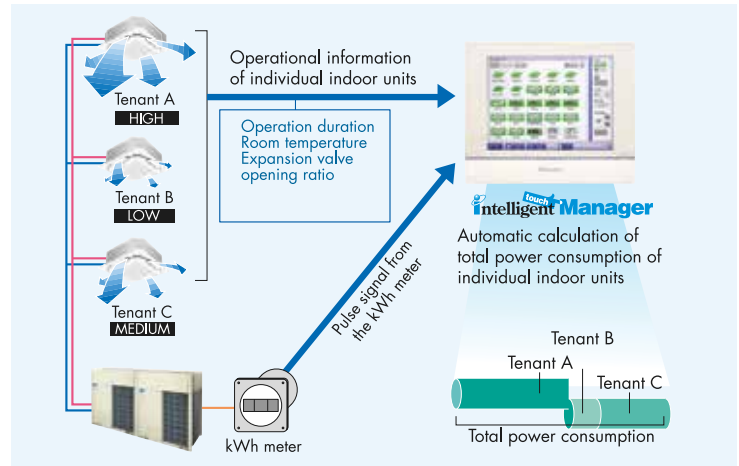 Operational information
of individual indoor units
Tenant A
HIGH
Operation duration
Room temperature
Expansion valve
opening ratio
Tenant B
LOW
Tenant C
MEDIUM
Pulse signal from
the kWh meter
kWh meter
intelligent touch Manager
Automatic calculation of
total power consumption of
individual indoor units
Tenant B
Tenant A
Tenant C
Total power consumption